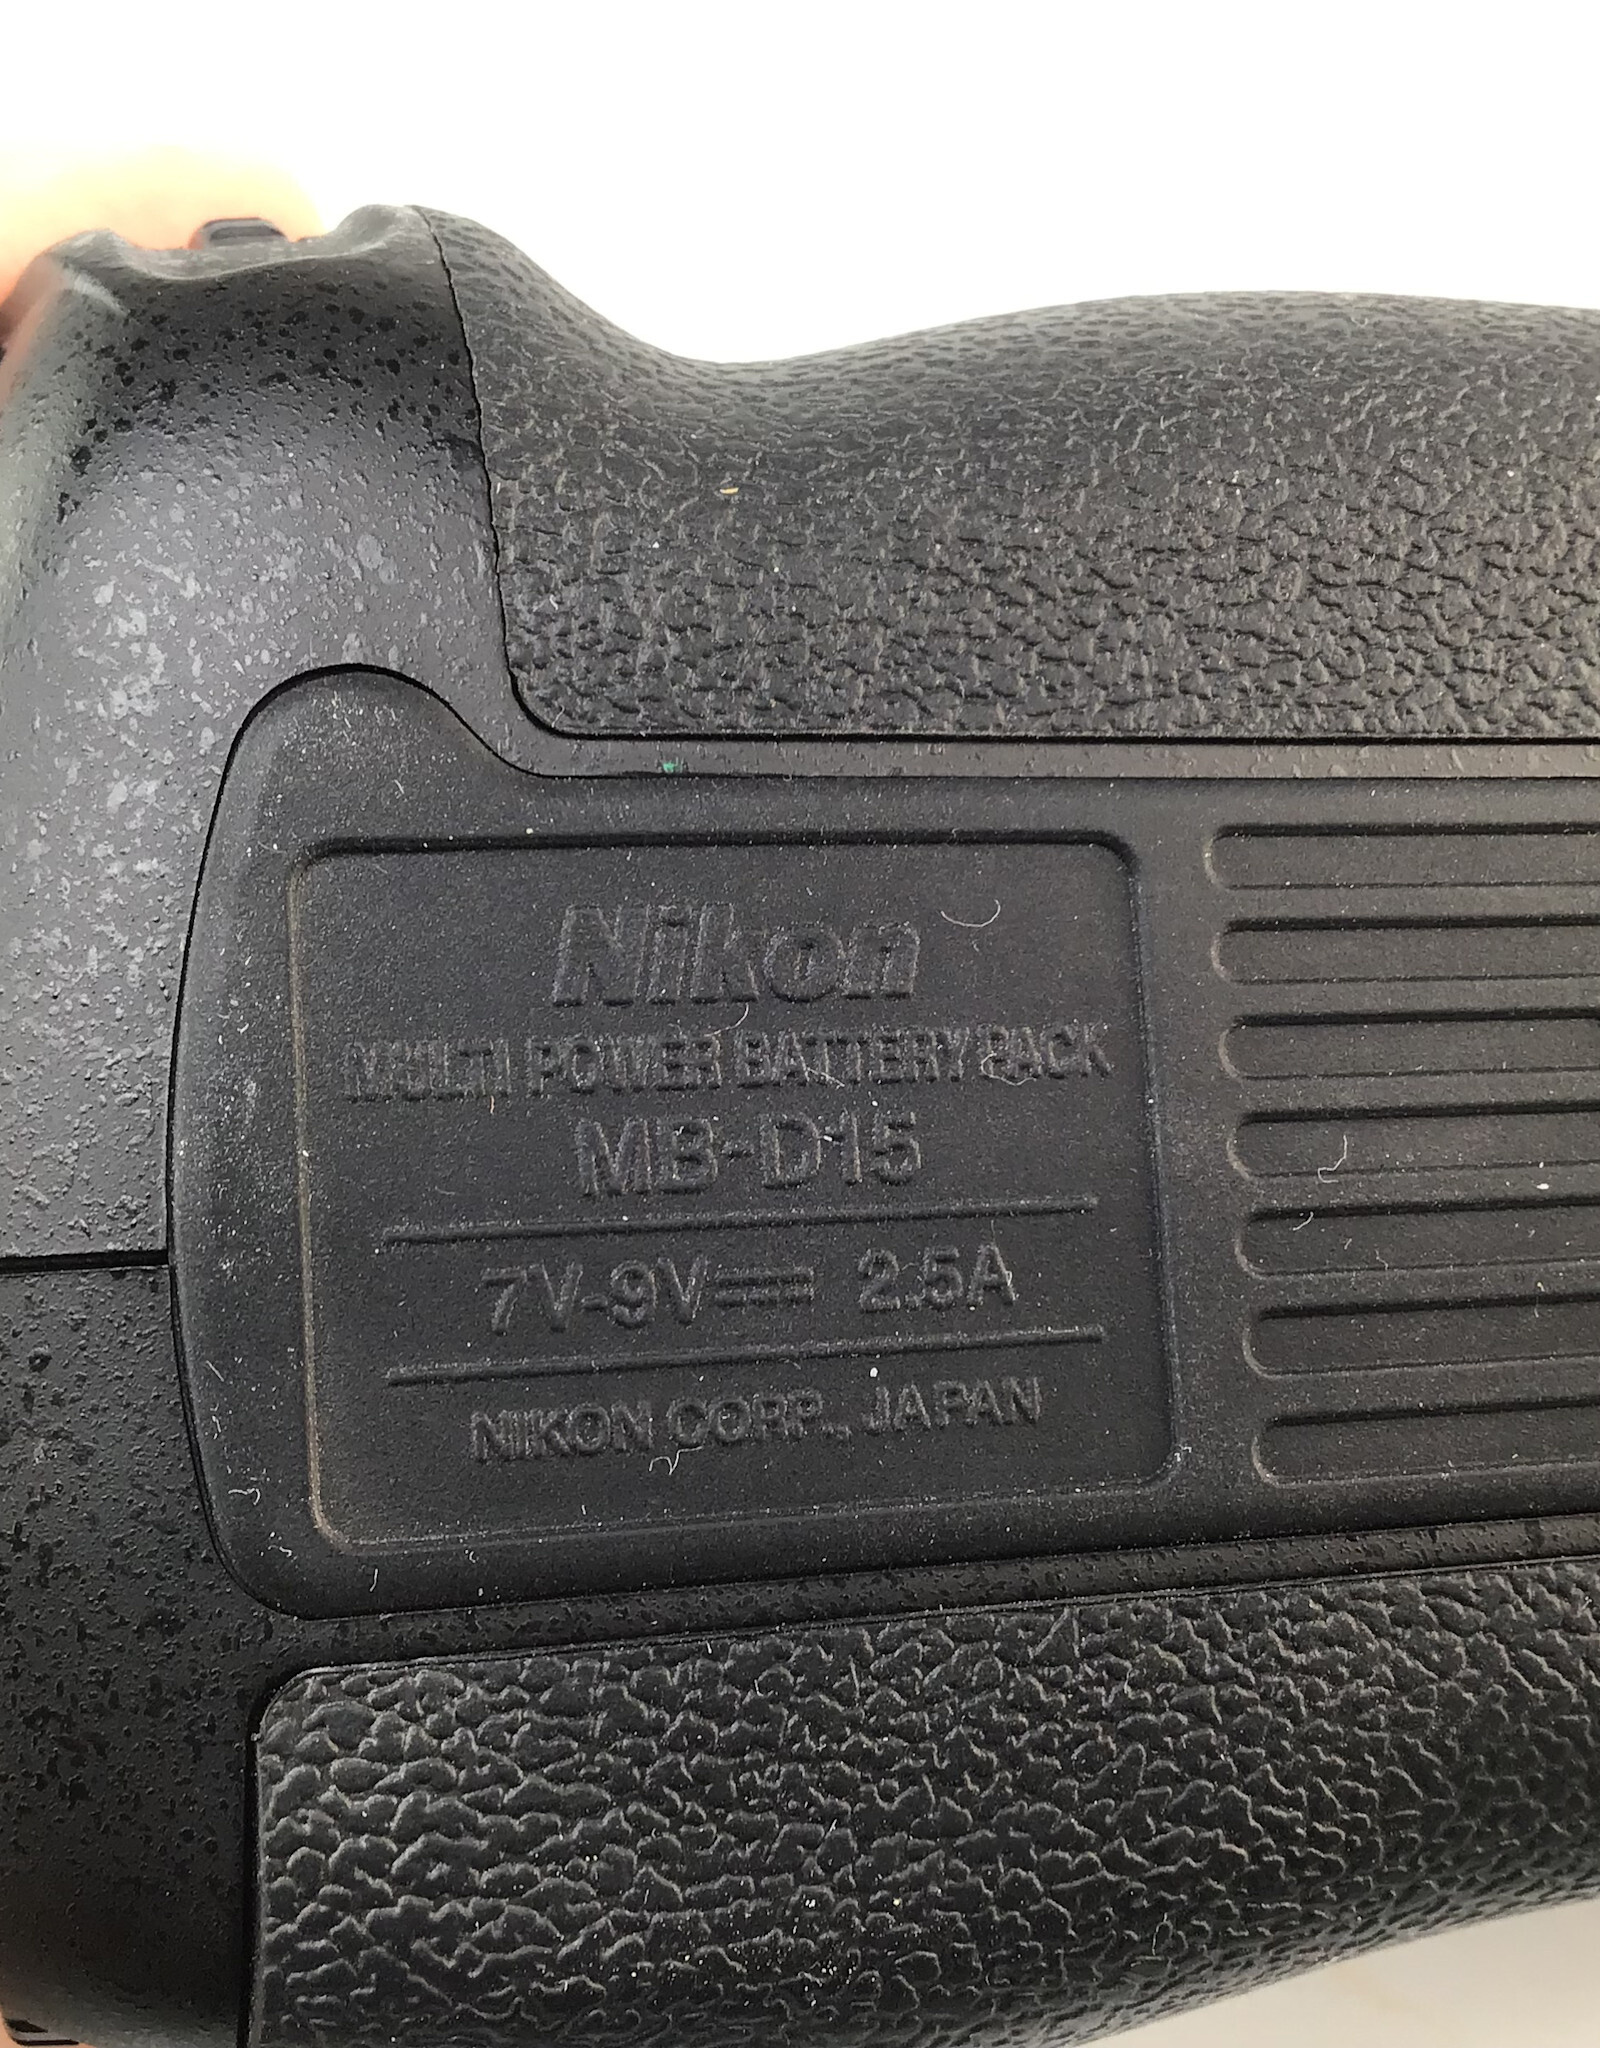 Nikon
MULTI POWER BATTERY PACK
MB-D15
7V-9V⎓ 2.5A
NIKON CORP., JAPAN